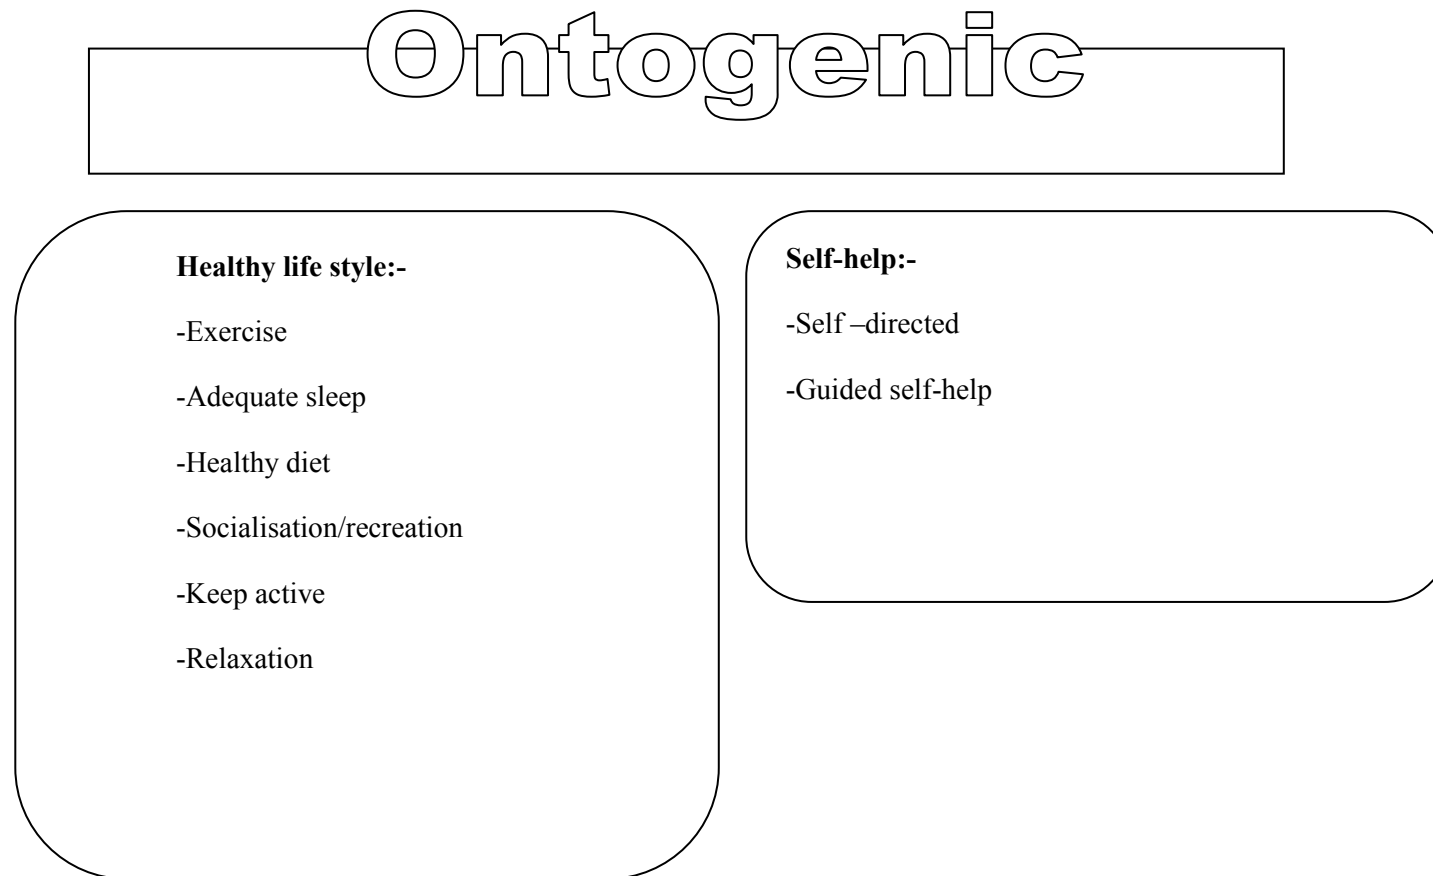 Ontogenic
Healthy life style:-
-Exercise
-Adequate sleep
-Healthy diet
-Socialisation/recreation
-Keep active
-Relaxation
Self-help:-
-Self –directed
-Guided self-help